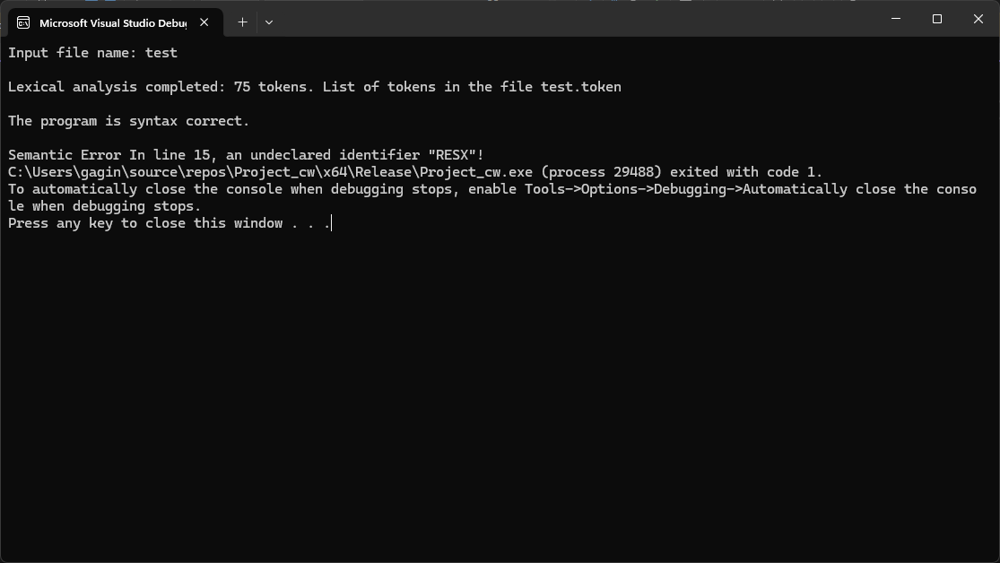 Microsoft Visual Studio Debug
Input file name: test
Lexical analysis completed: 75 tokens. List of tokens in the file test.token
The program is syntax correct.
Semantic Error In line 15, an undeclared identifier "RESX"!
C:\Users\gagin\source\repos\Project_cw\x64\Release\Project_cw.exe (process 29488) exited with code 1.
To automatically close the console when debugging stops, enable Tools->Options->Debugging->Automatically close the conso
le when debugging stops.
Press any key to close this window . . .